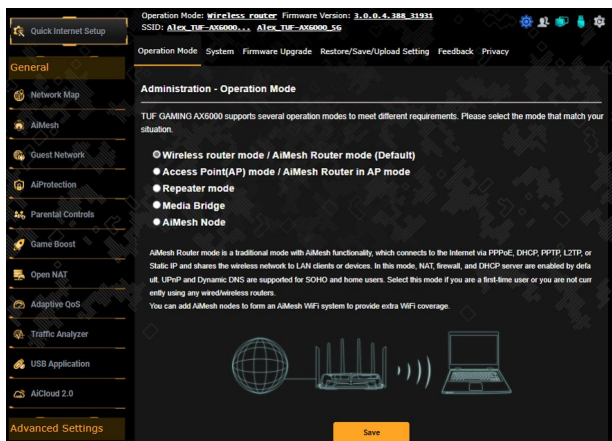 Operation Mode: Wireless router Firmware Version: 3.0.0.4.388_31931
SSID: Alex_TUF-AX6000... Alex_TUF-AX6000_5G
Quick Internet Setup
Operation Mode System Firmware Upgrade Restore/Save/Upload Setting Feedback Privacy
General
Network Map
AiMesh
Guest Network
AiProtection
Parental Controls
Game Boost
Open NAT
Adaptive QoS
Traffic Analyzer
USB Application
AiCloud 2.0
Advanced Settings
Administration - Operation Mode
TUF GAMING AX6000 supports several operation modes to meet different requirements. Please select the mode that match your
situation.
Wireless router mode / AiMesh Router mode (Default)
Access Point(AP) mode / AiMesh Router in AP mode
Repeater mode
Media Bridge
AiMesh Node
AiMesh Router mode is a traditional mode with AiMesh functionality, which connects to the Internet via PPPoE, DHCP, PPTP, L2TP, or
Static IP and shares the wireless network to LAN clients or devices. In this mode, NAT, firewall, and DHCP server are enabled by defa
ult. UPnP and Dynamic DNS are supported for SOHO and home users. Select this mode if you are a first-time user or you are not curr
ently using any wired/wireless routers.
You can add AiMesh nodes to form an AiMesh WiFi system to provide extra WiFi coverage.
Save